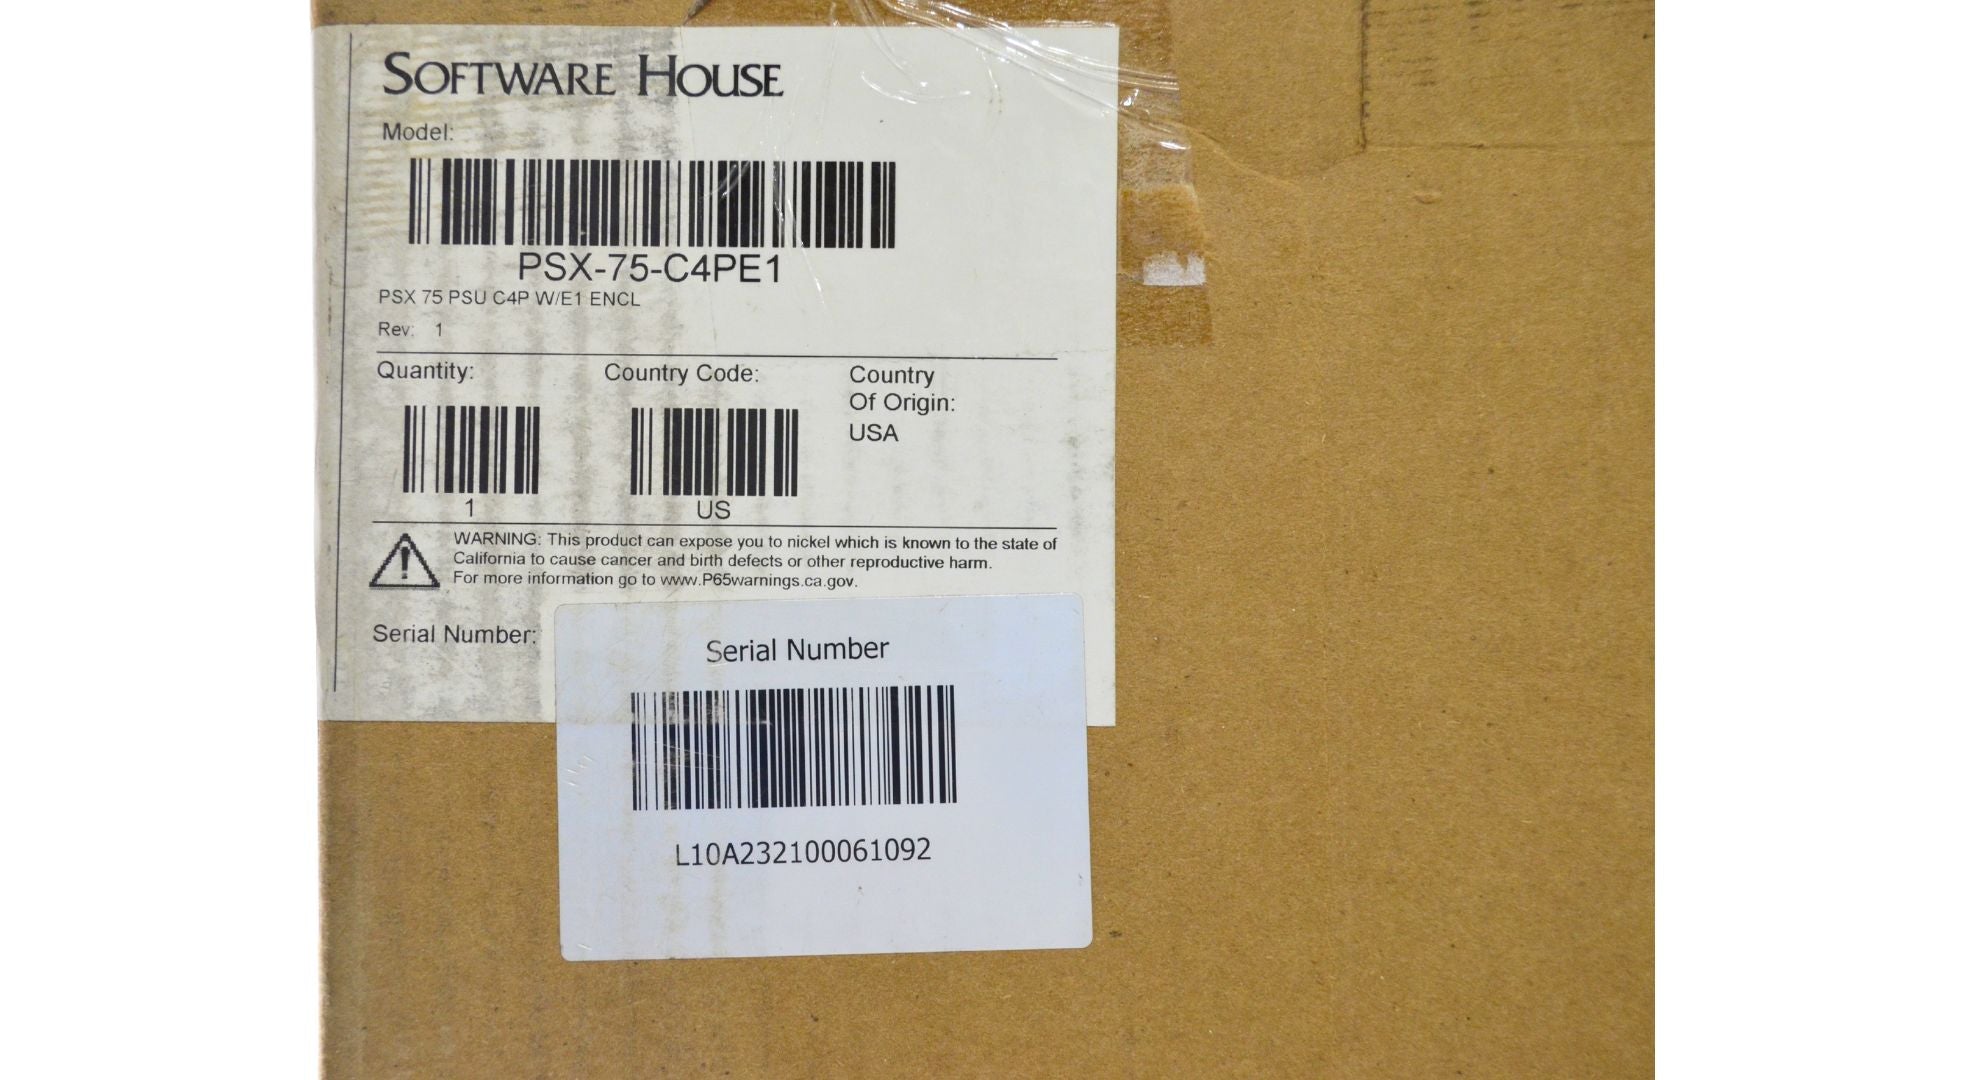 SOFTWARE HOUSE
Model:
PSX-75-C4PE1
PSX 75 PSU C4P W/E1 ENCL
Rev: 1
Quantity:
1
Country Code:
US
Country
Of Origin:
USA
WARNING: This product can expose you to nickel which is known to the state of
California to cause cancer and birth defects or other reproductive harm.
For more information go to www.P65warnings.ca.gov.
Serial Number:
Serial Number
L10A232100061092